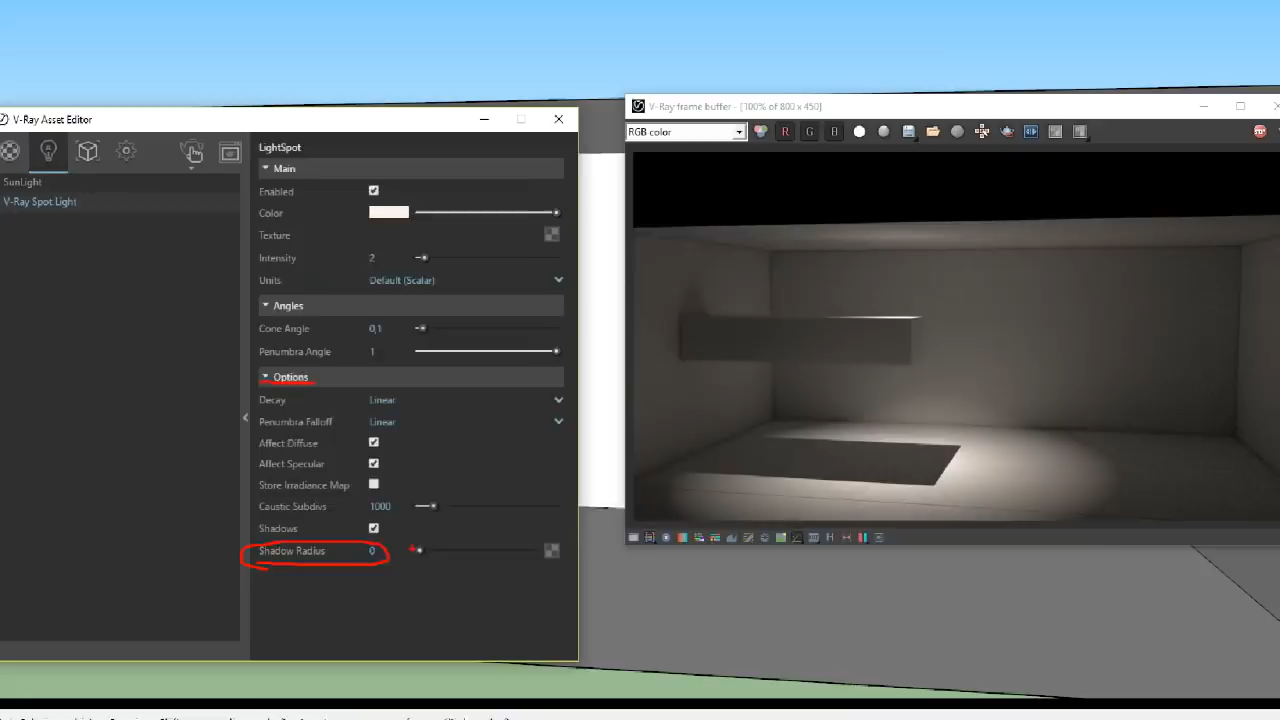 V-Ray Asset Editor
SunLight
V-Ray Spot Light
LightSpot
Main
Enabled
Color
Texture
Intensity 2
Units Default (Scalar)
Angles
Cone Angle 0,1
Penumbra Angle 1
Options
Decay Linear
Penumbra Falloff Linear
Affect Diffuse
Affect Specular
Store Irradiance Map
Caustic Subdivs 1000
Shadows
Shadow Radius 0
V-Ray frame buffer - [100% of 800 x 450]
RGB color
R G B
STOP
H